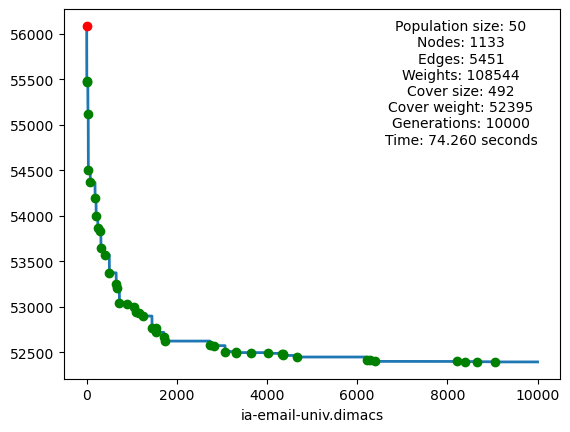 Population size: 50
Nodes: 1133
Edges: 5451
Weights: 108544
Cover size: 492
Cover weight: 52395
Generations: 10000
Time: 74.260 seconds
56000
55500
55000
54500
54000
53500
53000
52500
0 2000 4000 6000 8000 10000
ia-email-univ.dimacs